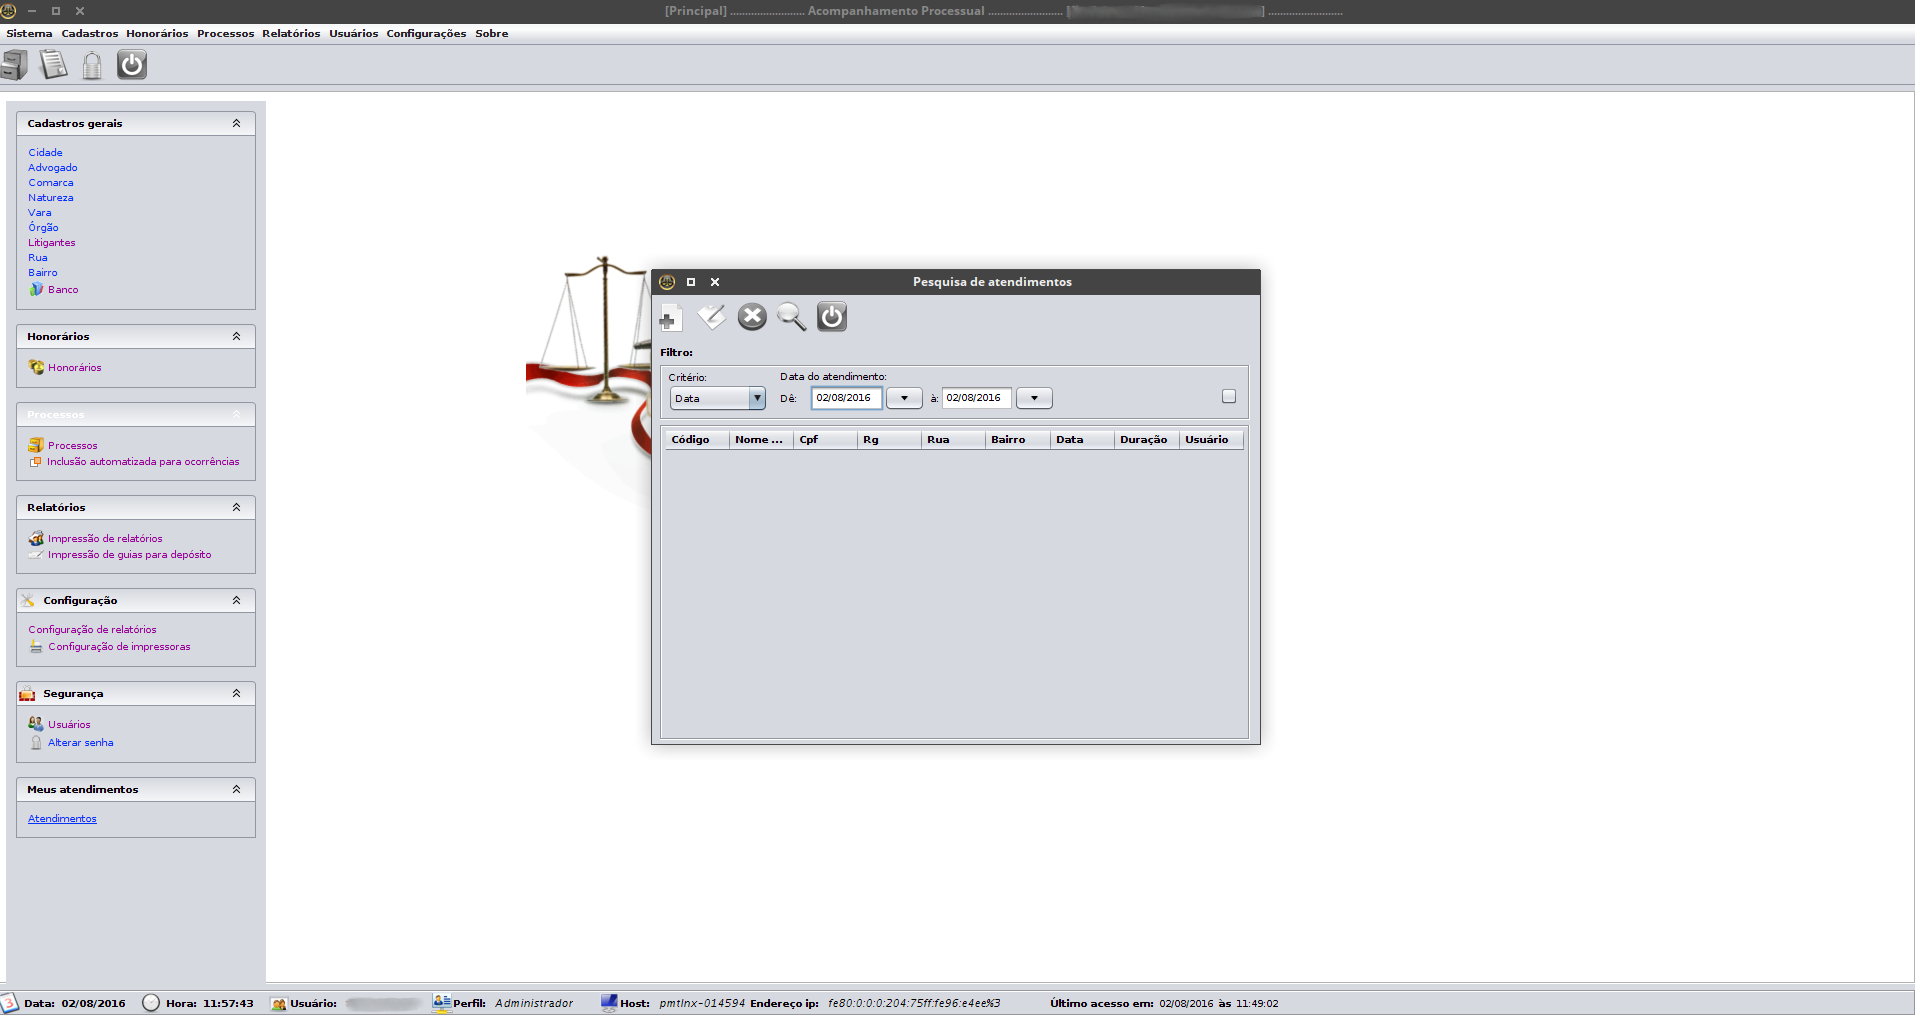 [Principal] ......................... Acompanhamento Processual ......................... [ ] .........................
Sistema Cadastros Honorários Processos Relatórios Usuários Configurações Sobre
Cadastros gerais
Cidade
Advogado
Comarca
Natureza
Vara
Órgão
Litigantes
Rua
Bairro
Banco
Honorários
Honorários
Processos
Processos
Inclusão automatizada para ocorrências
Relatórios
Impressão de relatórios
Impressão de guias para depósito
Configuração
Configuração de relatórios
Configuração de impressoras
Segurança
Usuários
Alterar senha
Meus atendimentos
Atendimentos
Pesquisa de atendimentos
Filtro:
Critério: Data do atendimento:
Data Dê: 02/08/2016 à: 02/08/2016
Código Nome ... Cpf Rg Rua Bairro Data Duração Usuário
3 Data: 02/08/2016 Hora: 11:57:43 Usuário: Perfil: Administrador Host: pmtlnx-014594 Endereço ip: fe80:0:0:0:204:75ff:fe96:e4ee%3 Último acesso em: 02/08/2016 às 11:49:02